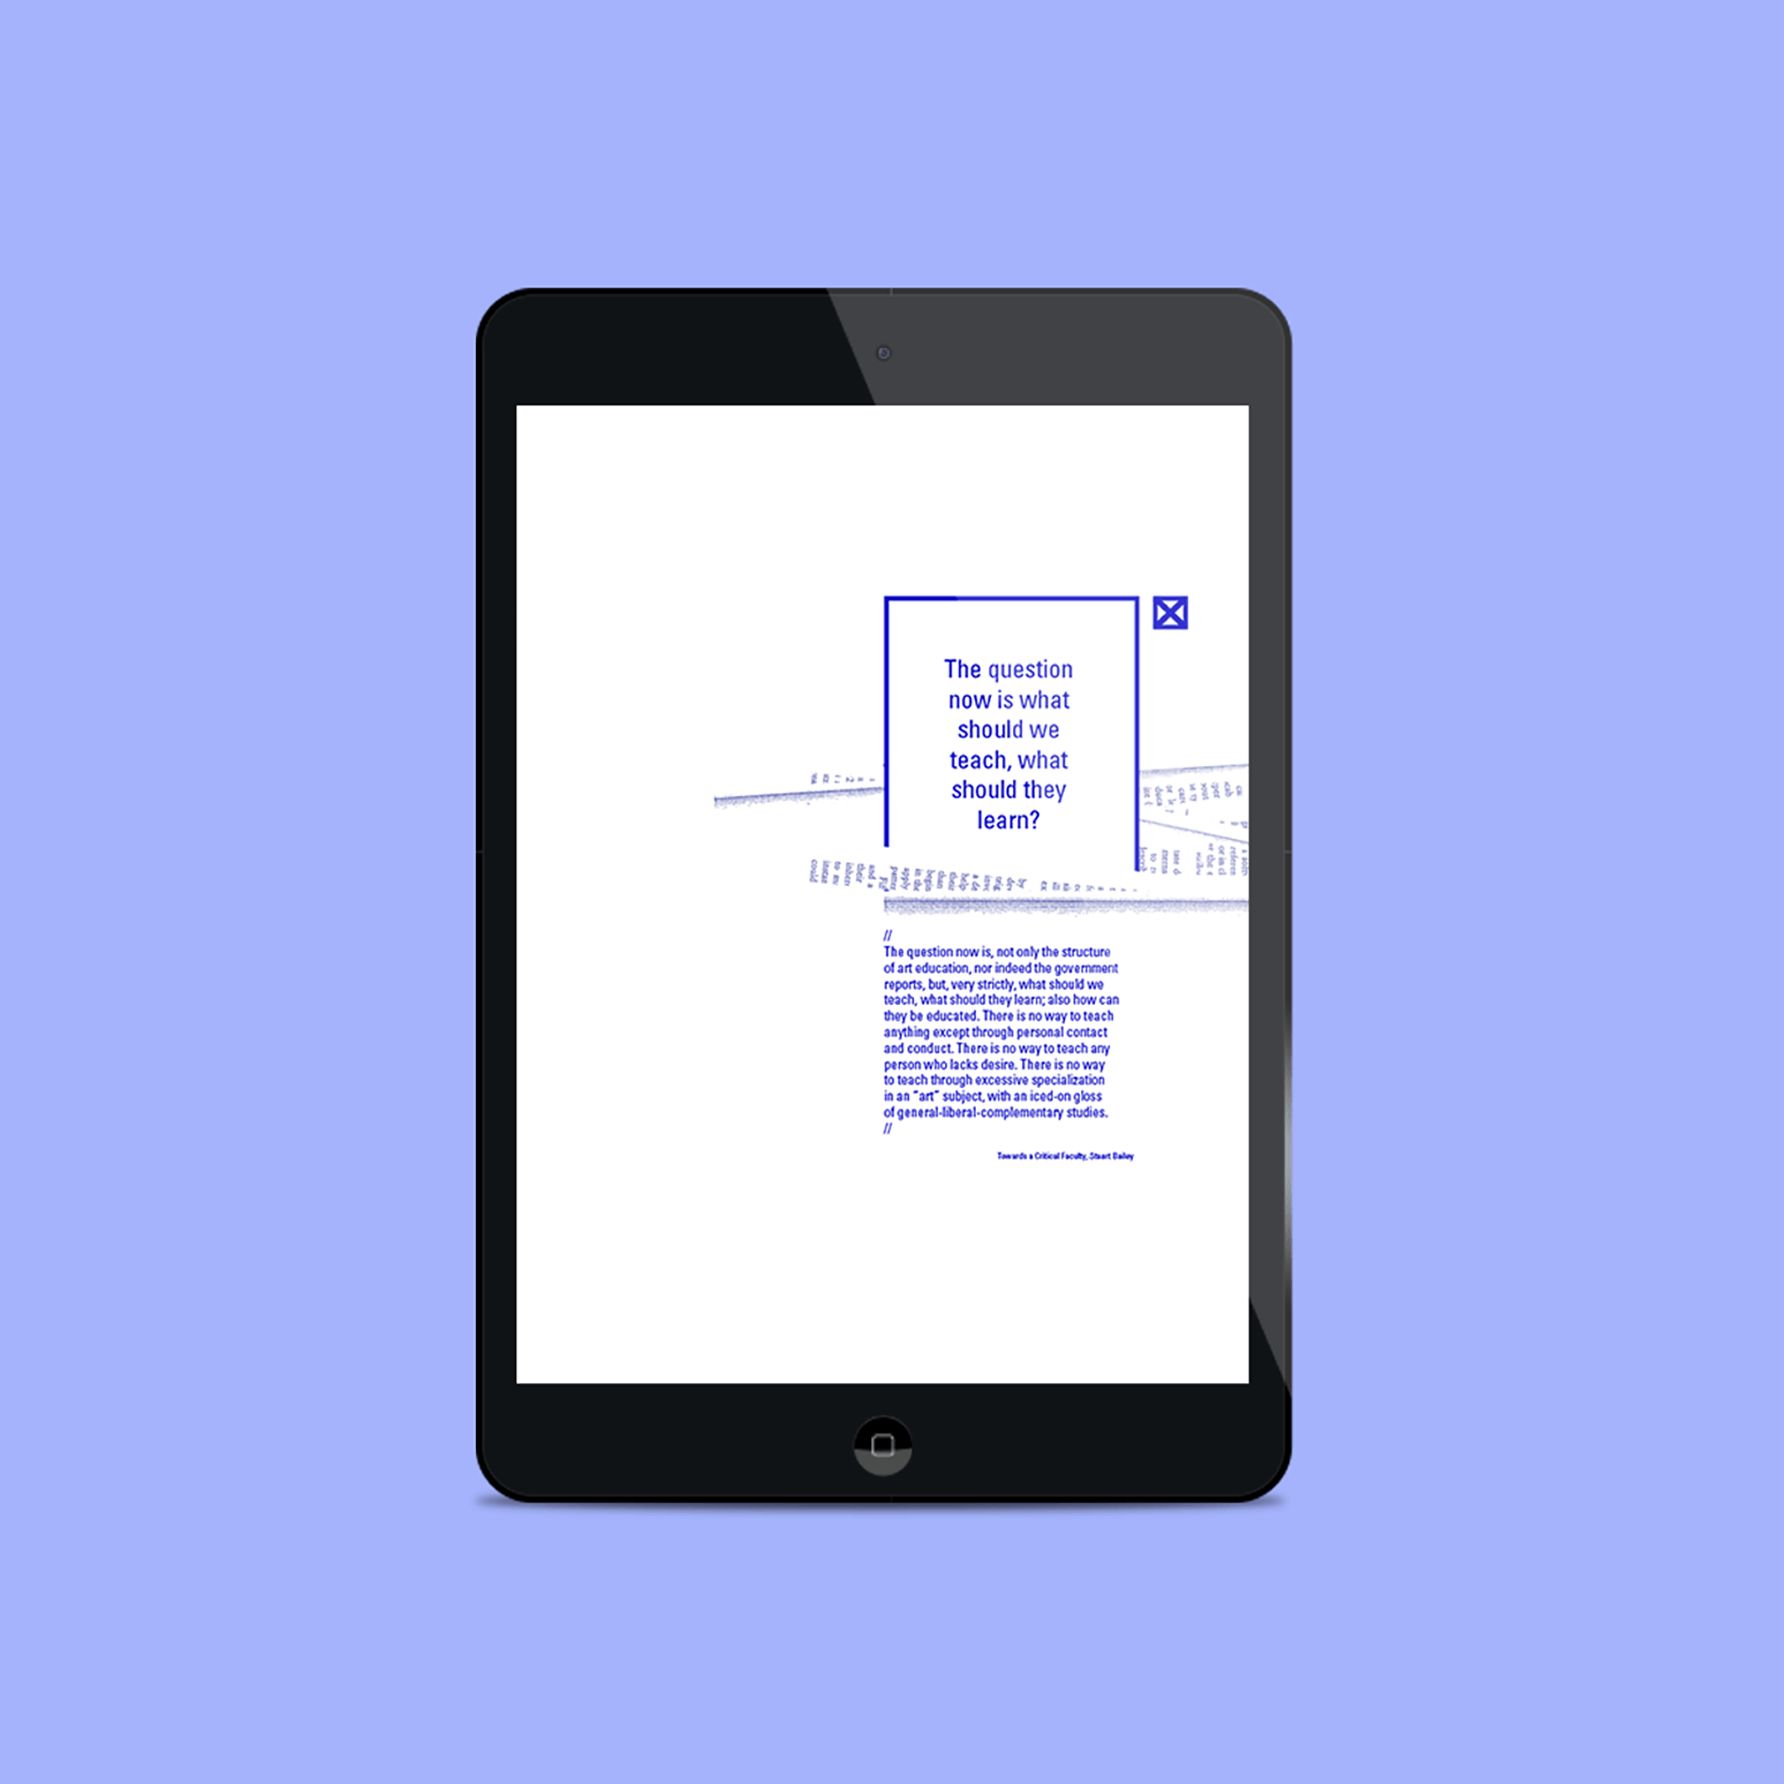 The question
now is what
should we
teach, what
should they
learn?
//
The question now is, not only the structure
of art education, nor indeed the government
reports, but, very strictly, what should we
teach, what should they learn; also how can
they be educated. There is no way to teach
anything except through personal contact
and conduct. There is no way to teach any
person who lacks desire. There is no way
to teach through excessive specialization
in an "art" subject, with an iced-on gloss
of general-liberal-complementary studies.
//
Towards a Critical Faculty, Stuart Bailey